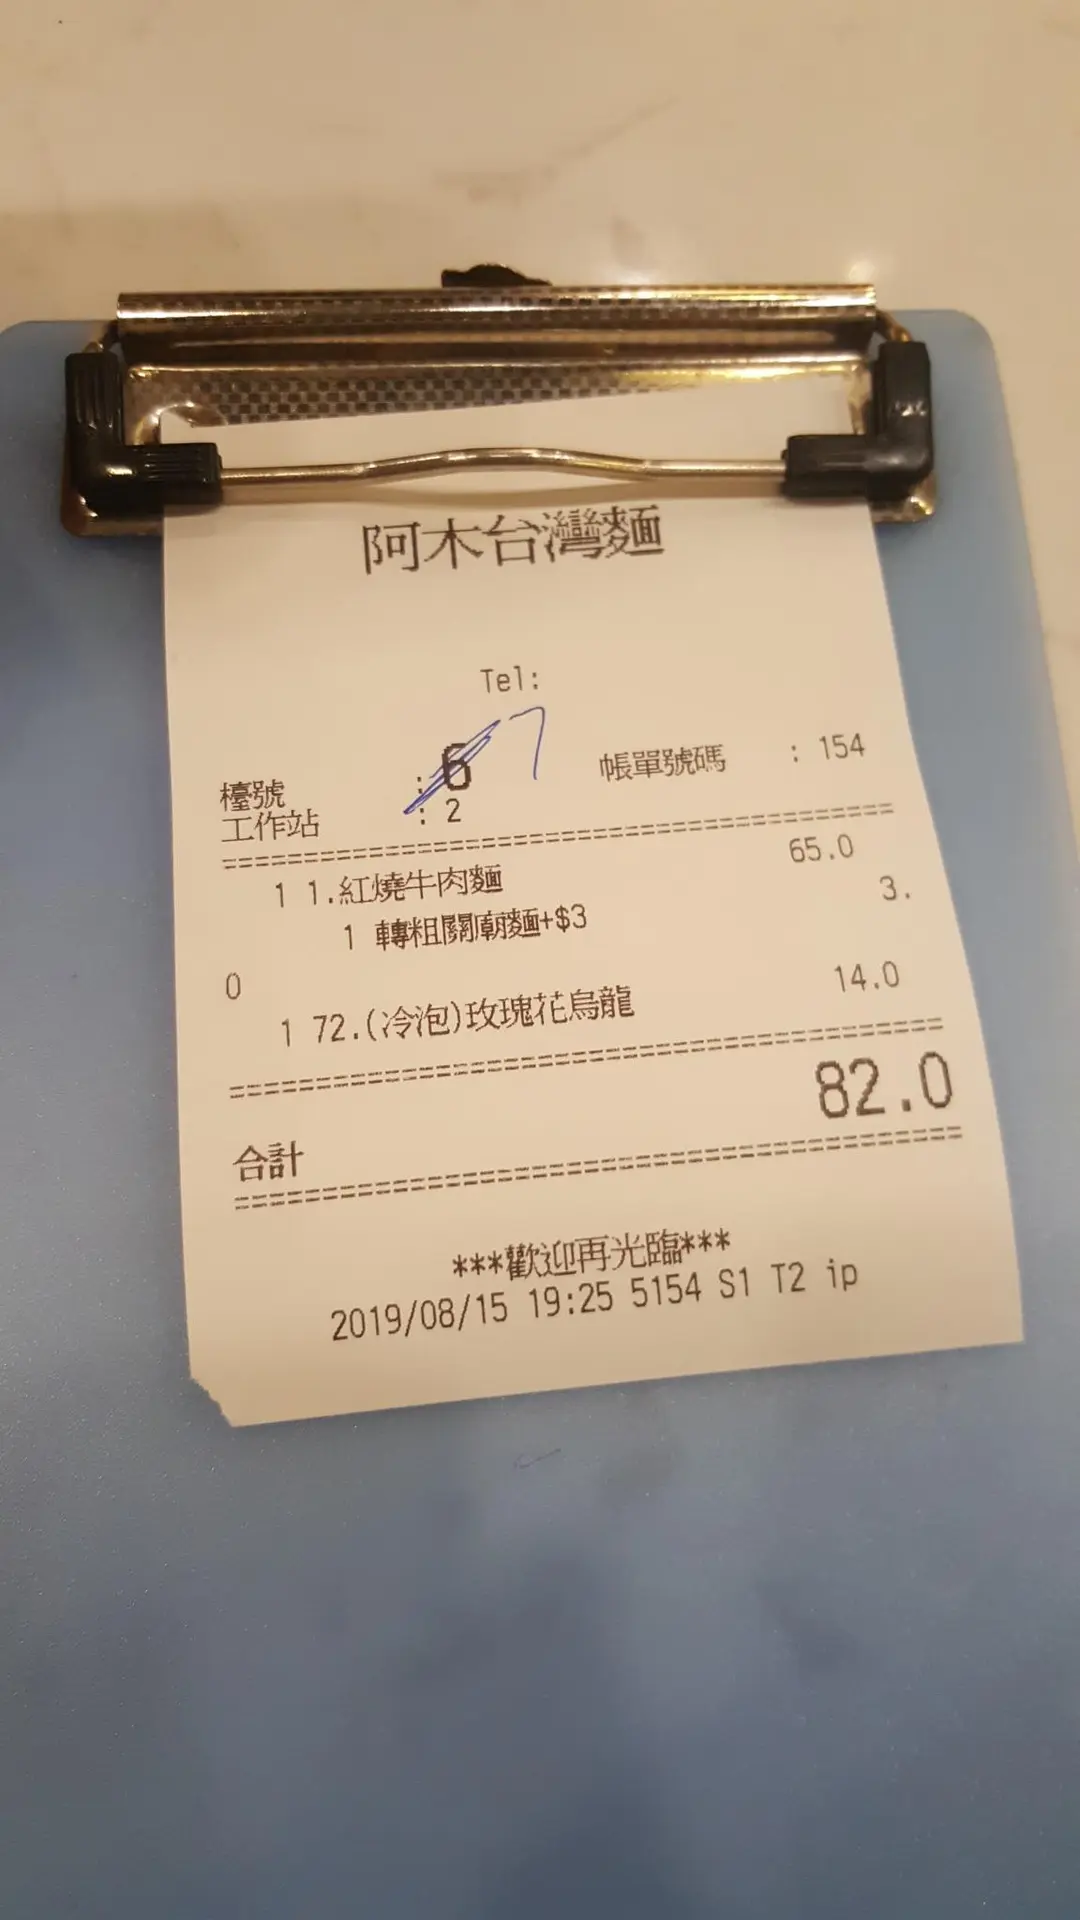 阿木台灣麵
Tel:
檯號 : 6 7 帳單號碼 : 154
工作站 : 2
================================================
1 1.紅燒牛肉麵 65.0
1 轉粗關廟麵+$3 3.
0
1 72.(冷泡)玫瑰花烏龍 14.0
================================================
合計 82.0
================================================
***歡迎再光臨***
2019/08/15 19:25 5154 S1 T2 ip